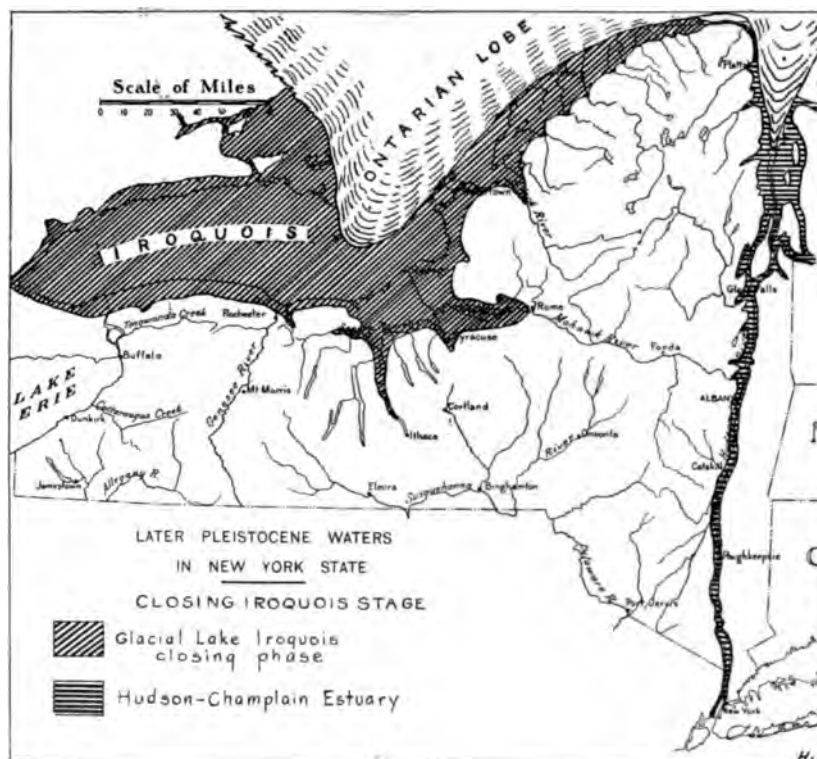 Scale of Miles
0 10 20 30 40 50
ONTARIAN LOBE
IROQUOIS
Platts
River
Tonawanda Creek
Rochester
Rome
Glens Falls
Mohawk River
Fonda
Syracuse
Buffalo
LAKE ERIE
Genesee River
Mt Morris
Cattaraugus Creek
Dunkirk
Cortland
ALBANY
Ithaca
River
Oneonta
Catskill
Jamestown
Allegany R.
Elmira
Susquehanna
Binghamton
LATER PLEISTOCENE WATERS
IN NEW YORK STATE
CLOSING IROQUOIS STAGE
Delaware R.
Port Jervis
Poughkeepsie
Glacial Lake Iroquois
closing phase
Hudson-Champlain Estuary
New York